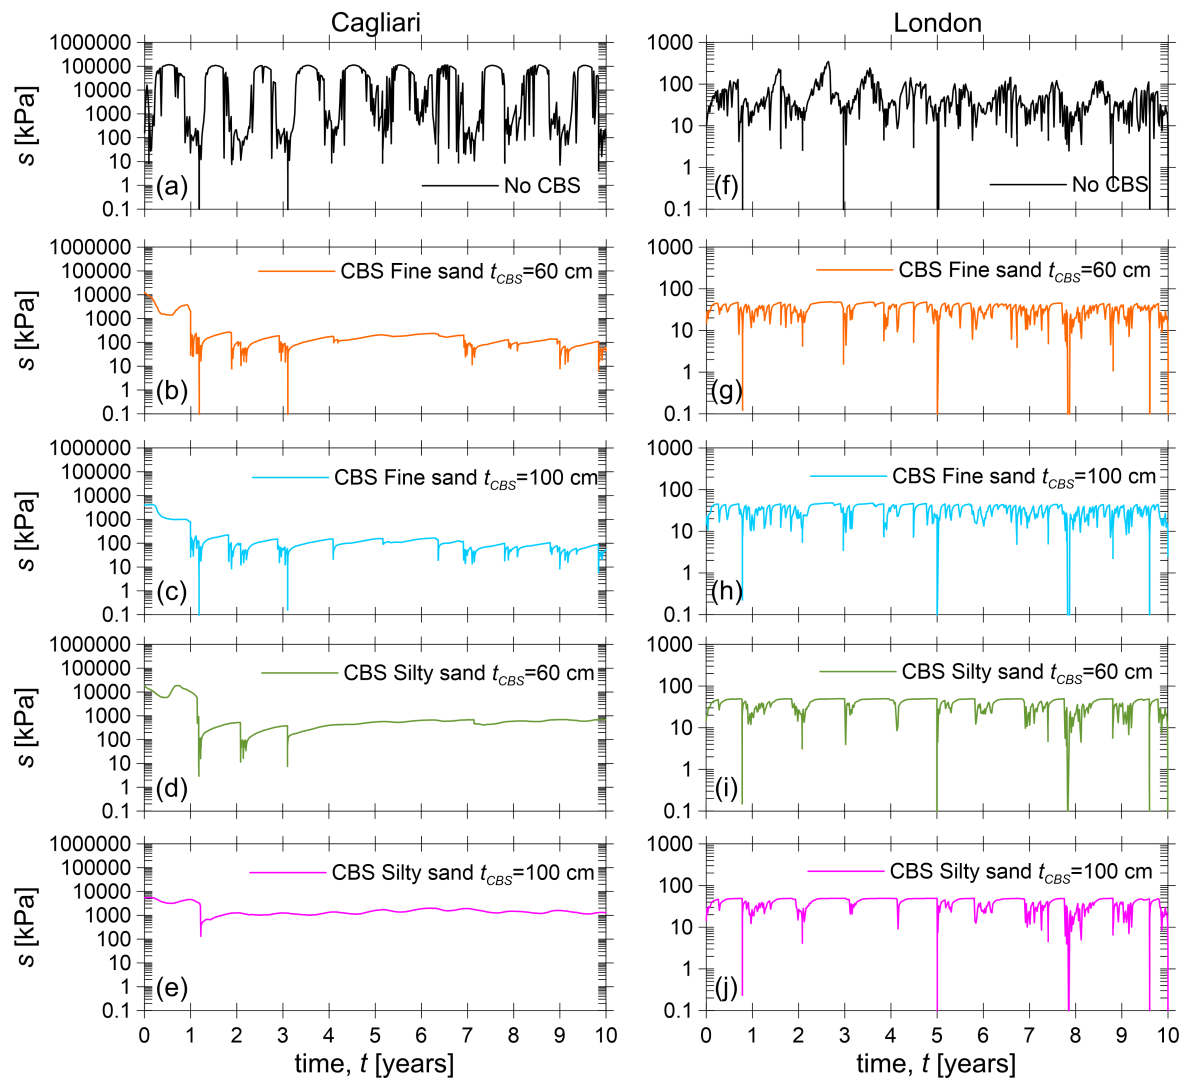 Cagliari
London
1000000
100000
10000
1000
100
10
1
0.1
s [kPa]
(a)
No CBS
1000
100
10
1
0.1
s [kPa]
(f)
No CBS
1000000
100000
10000
1000
100
10
1
0.1
s [kPa]
(b)
CBS Fine sand tCBS=60 cm
1000
100
10
1
0.1
s [kPa]
(g)
CBS Fine sand tCBS=60 cm
1000000
100000
10000
1000
100
10
1
0.1
s [kPa]
(c)
CBS Fine sand tCBS=100 cm
1000
100
10
1
0.1
s [kPa]
(h)
CBS Fine sand tCBS=100 cm
1000000
100000
10000
1000
100
10
1
0.1
s [kPa]
(d)
CBS Silty sand tCBS=60 cm
1000
100
10
1
0.1
s [kPa]
(i)
CBS Silty sand tCBS=60 cm
1000000
100000
10000
1000
100
10
1
0.1
s [kPa]
(e)
CBS Silty sand tCBS=100 cm
0 1 2 3 4 5 6 7 8 9 10
time, t [years]
1000
100
10
1
0.1
s [kPa]
(j)
CBS Silty sand tCBS=100 cm
0 1 2 3 4 5 6 7 8 9 10
time, t [years]